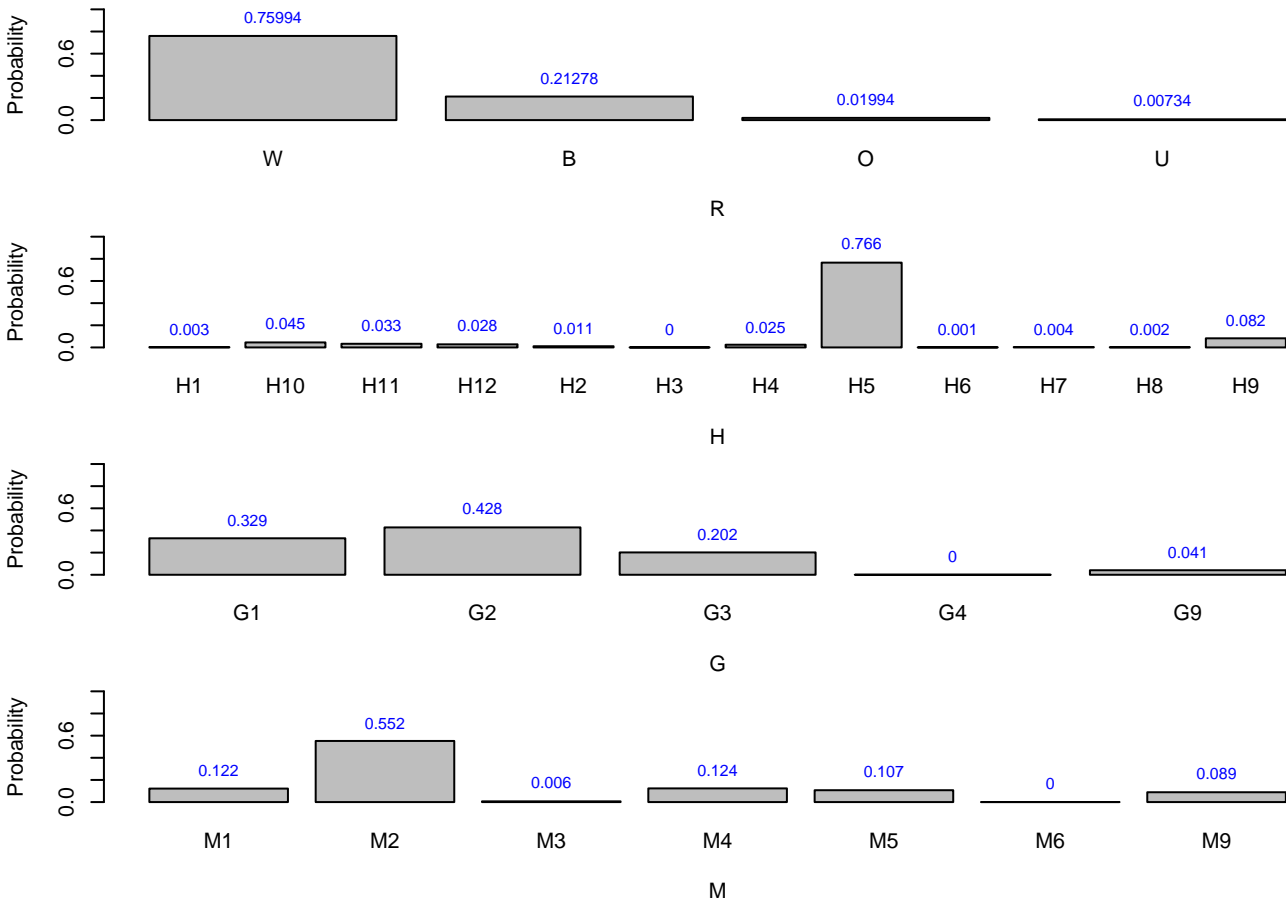 Probability
0.0 0.6
0.75994 0.21278 0.01994 0.00734
W B O U
R
Probability
0.0 0.6
0.003 0.045 0.033 0.028 0.011 0 0.025 0.766 0.001 0.004 0.002 0.082
H1 H10 H11 H12 H2 H3 H4 H5 H6 H7 H8 H9
H
Probability
0.0 0.6
0.329 0.428 0.202 0 0.041
G1 G2 G3 G4 G9
G
Probability
0.0 0.6
0.122 0.552 0.006 0.124 0.107 0 0.089
M1 M2 M3 M4 M5 M6 M9
M